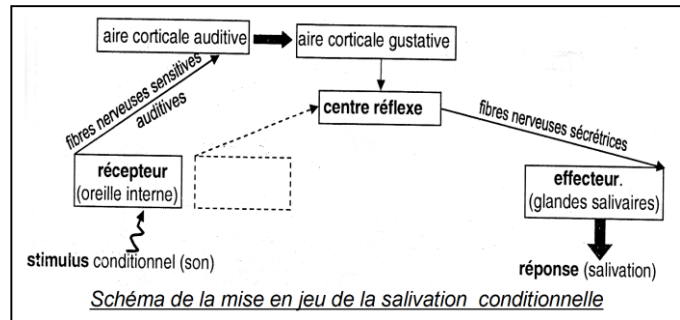 aire corticale auditive
aire corticale gustative
fibres nerveuses sensitives
auditives
centre réflexe
fibres nerveuses sécrétrices
récepteur
(oreille interne)
effecteur.
(glandes salivaires)
stimulus conditionnel (son)
réponse (salivation)
Schéma de la mise en jeu de la salivation conditionnelle